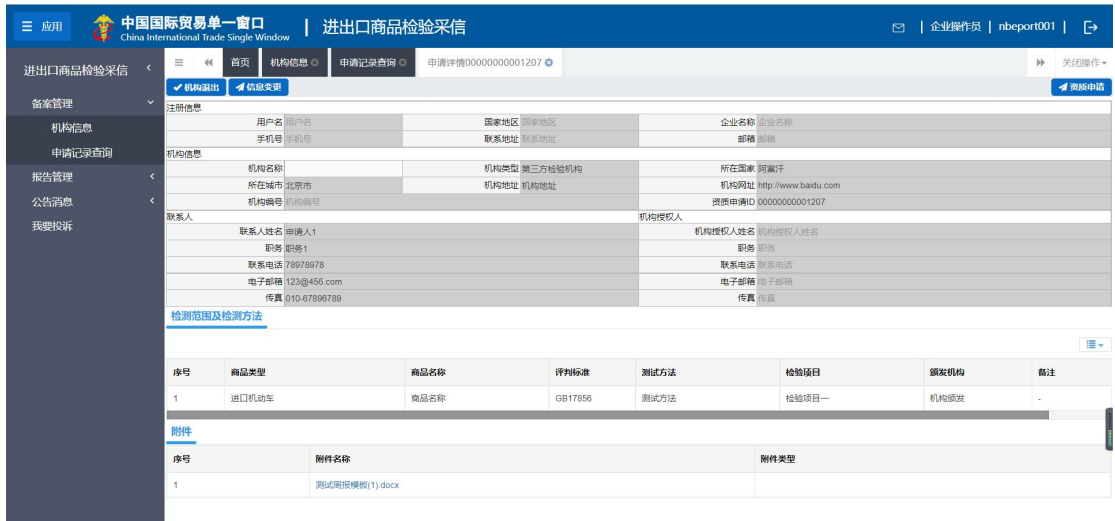 应用 中国国际贸易单一窗口 China International Trade Single Window | 进出口商品检验采信 | 企业操作员 | nbeport001 |
进出口商品检验采信
备案管理
机构信息
申请记录查询
报告管理
公告消息
我要投诉
首页 机构信息 申请记录查询 申请详情00000000001207 关闭操作
机构退出 信息变更 资质申请
注册信息
用户名 用户名 国家地区 国家地区 企业名称 企业名称
手机号 手机号 联系地址 联系地址 邮箱 邮箱
机构信息
机构名称 机构类型 第三方检验机构 所在国家 阿富汗
所在城市 北京市 机构地址 机构地址 机构网址 http://www.baidu.com
机构编号 机构编号 资质申请ID 00000000001207
联系人 机构授权人
联系人姓名 申请人1 机构授权人姓名 机构授权人姓名
职务 职务1 职务 职务
联系电话 78978978 联系电话 联系电话
电子邮箱 123@456.com 电子邮箱 电子邮箱
传真 010-67896789 传真 传真
检测范围及检测方法
序号 商品类型 商品名称 评判标准 测试方法 检验项目 颁发机构 备注
1 进口机动车 商品名称 GB17856 测试方法 检验项目一 机构颁发 -
附件
序号 附件名称 附件类型
1 测试周报模板(1).docx